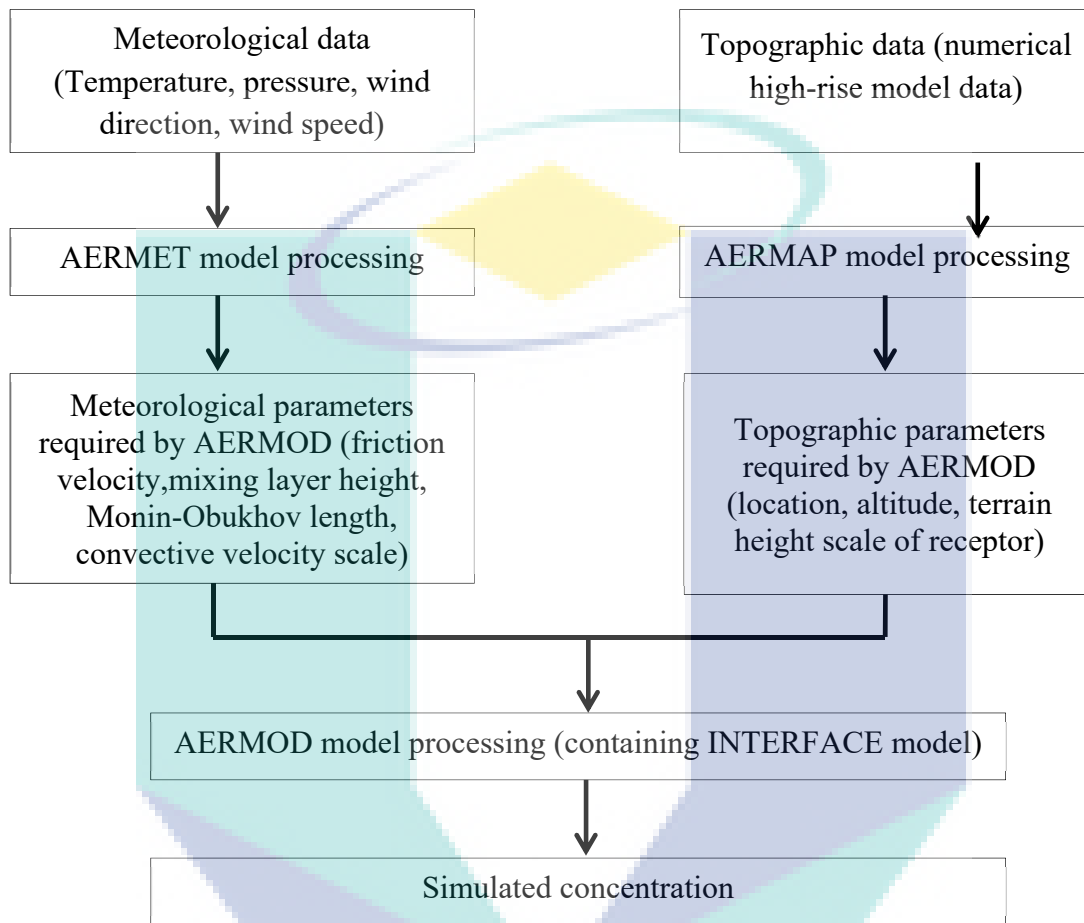 Meteorological data
(Temperature, pressure, wind
direction, wind speed)
Topographic data (numerical
high-rise model data)
AERMET model processing
AERMAP model processing
Meteorological parameters
required by AERMOD (friction
velocity,mixing layer height,
Monin-Obukhov length,
convective velocity scale)
Topographic parameters
required by AERMOD
(location, altitude, terrain
height scale of receptor)
AERMOD model processing (containing INTERFACE model)
Simulated concentration